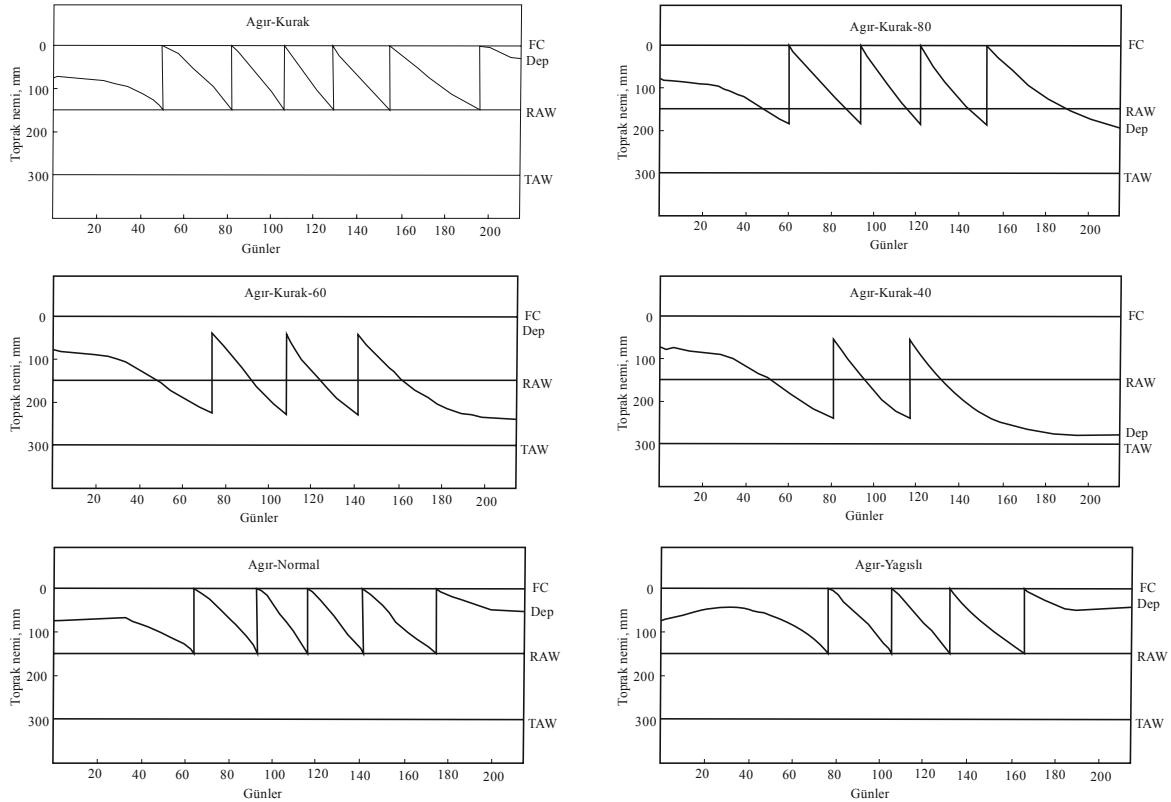 Agır-Kurak
Toprak nemi, mm
0
100
200
300
FC
Dep
RAW
TAW
20 40 60 80 100 120 140 160 180 200
Günler
Agır-Kurak-80
Toprak nemi, mm
0
100
200
300
FC
RAW
Dep
TAW
20 40 60 80 100 120 140 160 180 200
Günler
Agır-Kurak-60
Toprak nemi, mm
0
100
200
300
FC
Dep
RAW
TAW
20 40 60 80 100 120 140 160 180 200
Günler
Agır-Kurak-40
Toprak nemi, mm
0
100
200
300
FC
RAW
Dep
TAW
20 40 60 80 100 120 140 160 180 200
Günler
Agır-Normal
Toprak nemi, mm
0
100
200
300
FC
Dep
RAW
TAW
20 40 60 80 100 120 140 160 180 200
Günler
Agır-Yagıslı
Toprak nemi, mm
0
100
200
300
FC
Dep
RAW
TAW
20 40 60 80 100 120 140 160 180 200
Günler